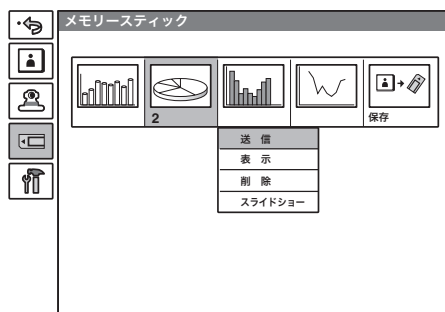 メモリースティック
2
保存
送 信
表 示
削 除
スライドショー